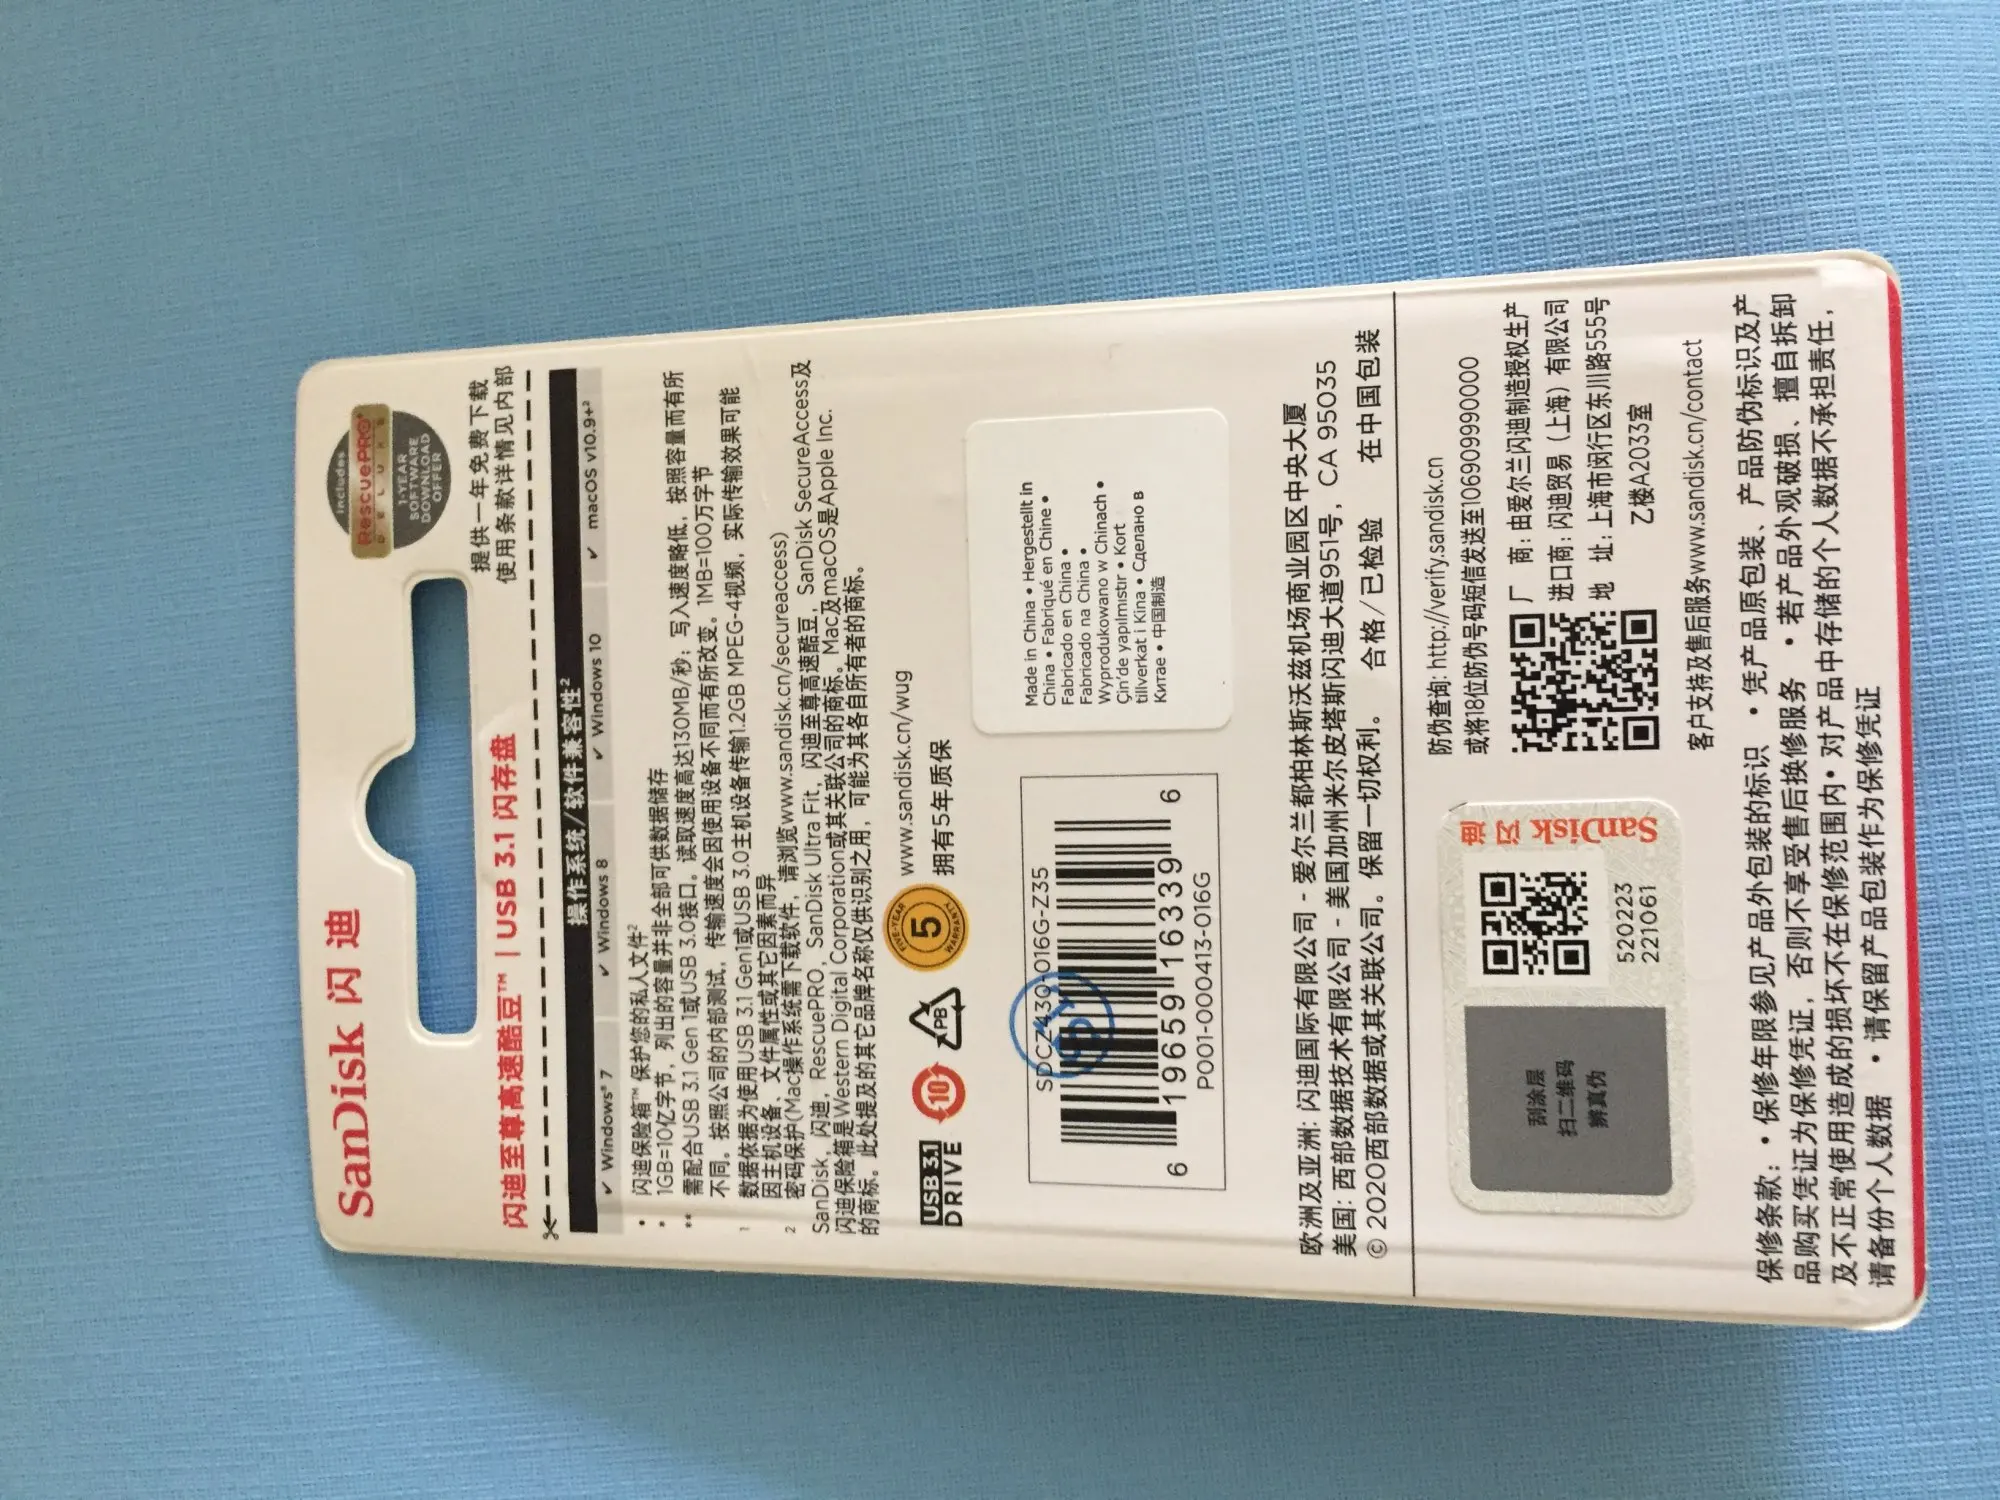 SanDisk 闪迪
Includes
RescuePRO®
DELUXE
1-YEAR
SOFTWARE
DOWNLOAD
OFFER
提供一年免费下载
使用条款详情见内部
闪迪至尊高速酷豆™ | USB 3.1 闪存盘
操作系统/软件兼容性²
✓ Windows® 7 ✓ Windows 8 ✓ Windows 10 ✓ macOS v10.9+²
• 闪迪保险箱™ 保护您的私人文件²
* 1GB=10亿字节，列出的容量并非全部可供数据储存
** 需配合USB 3.1 Gen 1或USB 3.0接口。读取速度高达130MB/秒；写入速度略低，按照容量而有所
不同。按照公司的内部测试，传输速度会因使用设备不同而有所改变。1MB=100万字节
1 数据依据为使用USB 3.1 Gen1或USB 3.0主机设备传输1.2GB MPEG-4视频，实际传输效果可能
因主机设备、文件属性或其它因素而异
2 密码保护(Mac操作系统需下载软件，请浏览www.sandisk.cn/secureaccess)
SanDisk，闪迪，RescuePRO，SanDisk Ultra Fit，闪迪至尊高速酷豆，SanDisk SecureAccess及
闪迪保险箱是Western Digital Corporation或其关联公司的商标。Mac及macOS是Apple Inc.
的商标。此处提及的其它品牌名称仅供识别之用，可能为其各自所有者的商标。
USB 3.1
DRIVE
10
PB
FIVE-YEAR
5
WARRANTY
www.sandisk.cn/wug
拥有5年质保
SDCZ430-016G-Z35
6 19659 16339 6
P001-000413-016G
Made in China • Hergestellt in
China • Fabriqué en Chine •
Fabricado en China •
Fabricado na China •
Wyprodukowano w Chinach •
Çin'de yapılmıstır • Kort
tillverkat i Kina • Сделано в
Китае • 中国制造
欧洲及亚洲: 闪迪国际有限公司 - 爱尔兰都柏林斯沃兹机场商业园区中央大厦
美国: 西部数据技术有限公司 - 美国加州米尔皮塔斯闪迪大道951号，CA 95035
© 2020西部数据或其关联公司。保留一切权利。 合格/已检验 在中国包装
SanDisk 闪迪
520223
221061
刮涂层
扫二维码
辨真伪
防伪查询: http://verify.sandisk.cn
或将18位防伪号码短信发送至106909990000
厂 商: 由爱尔兰闪迪制造授权生产
进口商: 闪迪贸易（上海）有限公司
地 址: 上海市闵行区东川路555号
乙楼A2033室
客户支持及售后服务www.sandisk.cn/contact
保修条款: • 保修年限参见产品外包装的标识 • 凭产品原包装、产品防伪标识及产
品购买凭证为保修凭证，否则不享受售后换修服务 • 若产品外观破损、擅自拆卸
及不正常使用造成的损坏不在保修范围内 • 对产品中存储的个人数据不承担责任，
请备份个人数据 • 请保留产品包装作为保修凭证